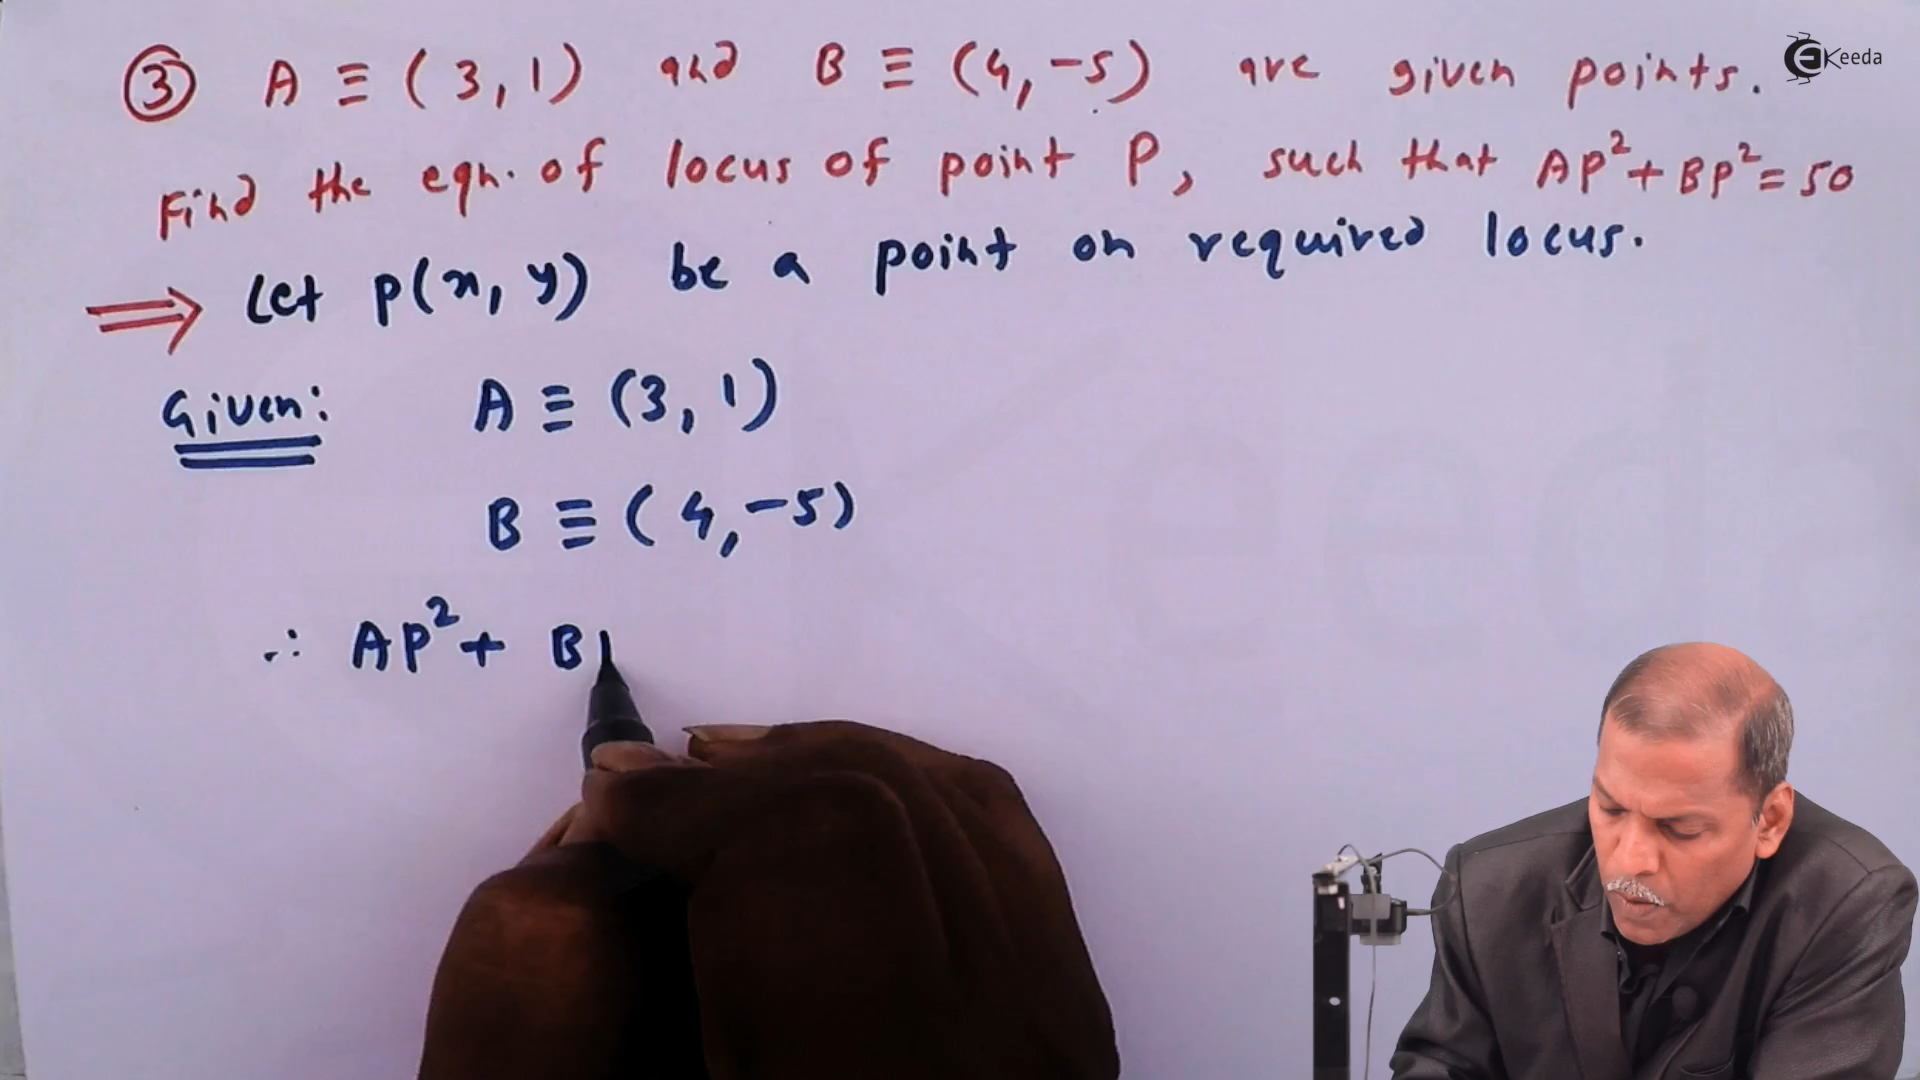 ③ A ≡ (3, 1) and B ≡ (4, -5) are given points.
EKeeda
Find the eqn. of locus of point P, such that AP² + BP² = 50
⇒ Let P(x, y) be a point on required locus.
Given: A ≡ (3, 1)
B ≡ (4, -5)
∴ AP² + B